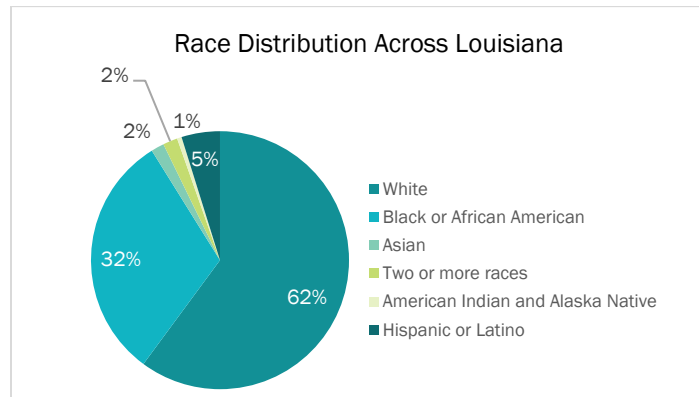 Race Distribution Across Louisiana
2%
2%
1%
5%
32%
62%
White
Black or African American
Asian
Two or more races
American Indian and Alaska Native
Hispanic or Latino